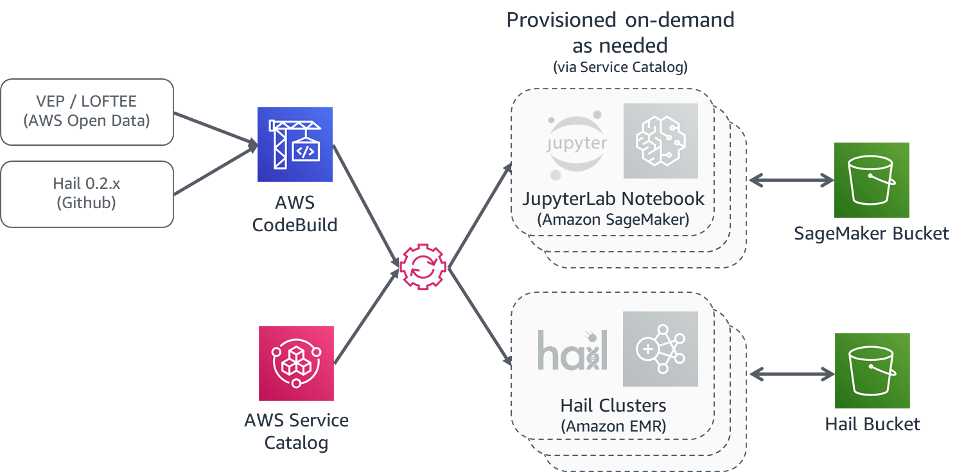 Provisioned on-demand
as needed
(via Service Catalog)
VEP / LOFTEE
(AWS Open Data)
Hail 0.2.x
(Github)
AWS
CodeBuild
jupyter
JupyterLab Notebook
(Amazon SageMaker)
SageMaker Bucket
AWS Service
Catalog
hail
Hail Clusters
(Amazon EMR)
Hail Bucket